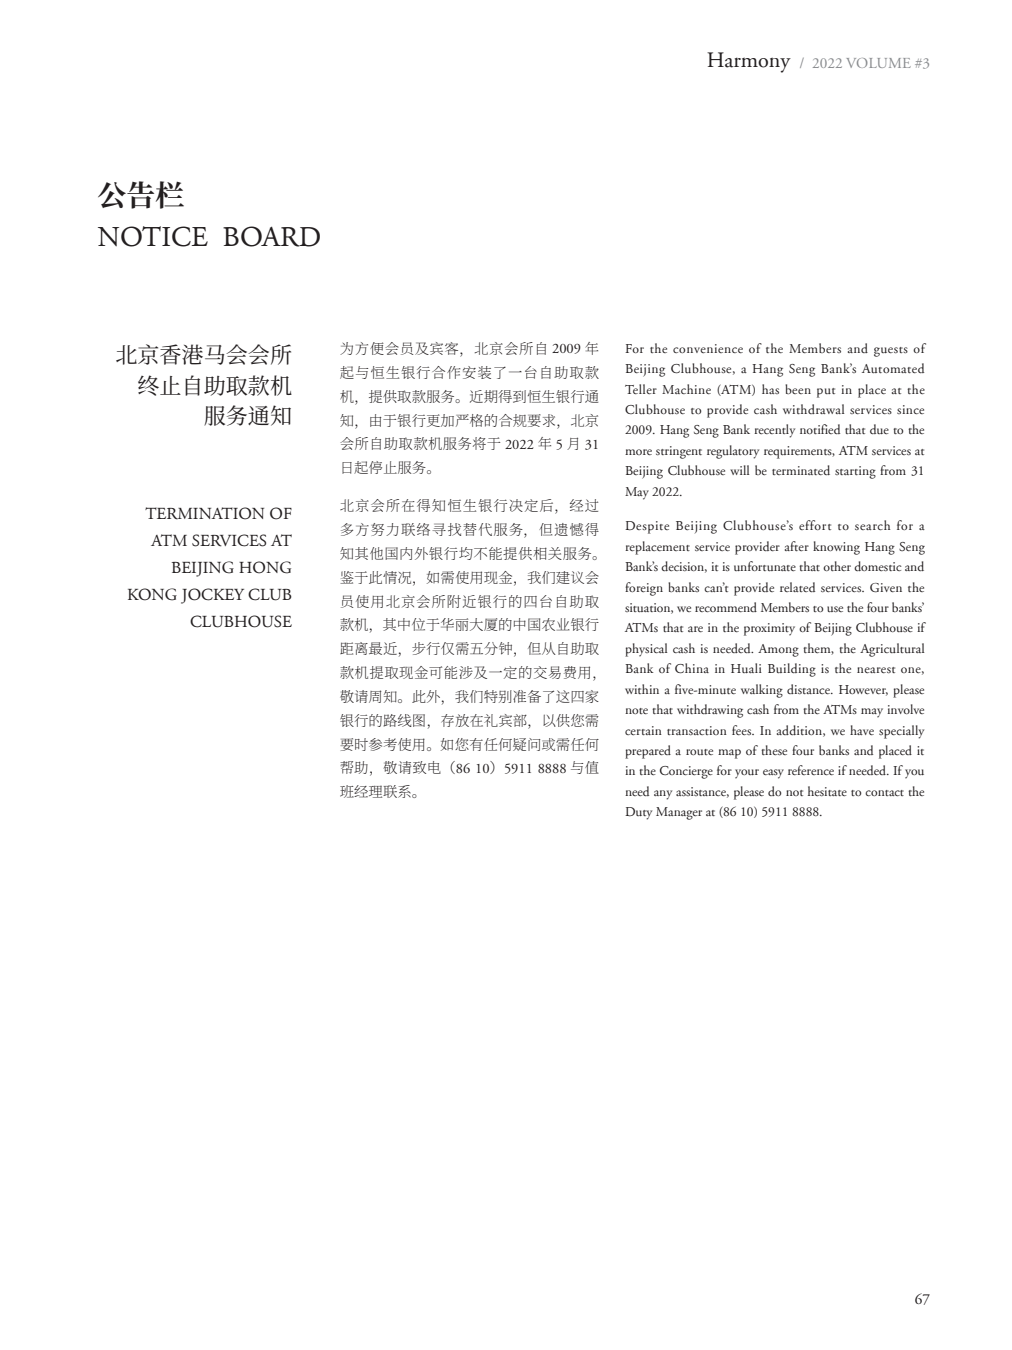 Harmony / 2022 VOLUME #3
公告栏
NOTICE BOARD
北京香港马会会所
终止自助取款机
服务通知
TERMINATION OF
ATM SERVICES AT
BEIJING HONG
KONG JOCKEY CLUB
CLUBHOUSE
为方便会员及宾客，北京会所自 2009 年
起与恒生银行合作安装了一台自助取款
机，提供取款服务。近期得到恒生银行通
知，由于银行更加严格的合规要求，北京
会所自助取款机服务将于 2022 年 5 月 31
日起停止服务。
北京会所在得知恒生银行决定后，经过
多方努力联络寻找替代服务，但遗憾得
知其他国内外银行均不能提供相关服务。
鉴于此情况，如需使用现金，我们建议会
员使用北京会所附近银行的四台自助取
款机，其中位于华丽大厦的中国农业银行
距离最近，步行仅需五分钟，但从自助取
款机提取现金可能涉及一定的交易费用，
敬请周知。此外，我们特别准备了这四家
银行的路线图，存放在礼宾部，以供您需
要时参考使用。如您有任何疑问或需任何
帮助，敬请致电（86 10）5911 8888 与值
班经理联系。
For the convenience of the Members and guests of
Beijing Clubhouse, a Hang Seng Bank’s Automated
Teller Machine (ATM) has been put in place at the
Clubhouse to provide cash withdrawal services since
2009. Hang Seng Bank recently notified that due to the
more stringent regulatory requirements, ATM services at
Beijing Clubhouse will be terminated starting from 31
May 2022.
Despite Beijing Clubhouse’s effort to search for a
replacement service provider after knowing Hang Seng
Bank’s decision, it is unfortunate that other domestic and
foreign banks can’t provide related services. Given the
situation, we recommend Members to use the four banks’
ATMs that are in the proximity of Beijing Clubhouse if
physical cash is needed. Among them, the Agricultural
Bank of China in Huali Building is the nearest one,
within a five-minute walking distance. However, please
note that withdrawing cash from the ATMs may involve
certain transaction fees. In addition, we have specially
prepared a route map of these four banks and placed it
in the Concierge for your easy reference if needed. If you
need any assistance, please do not hesitate to contact the
Duty Manager at (86 10) 5911 8888.
67